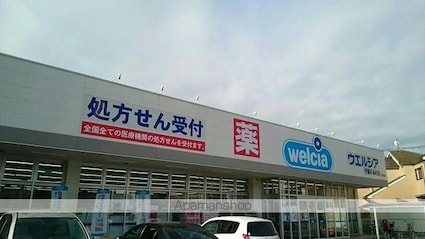 処方せん受付
全国全ての医療機関の処方せんを受付ます。
薬
welcia
ウエルシア
Apamanshop